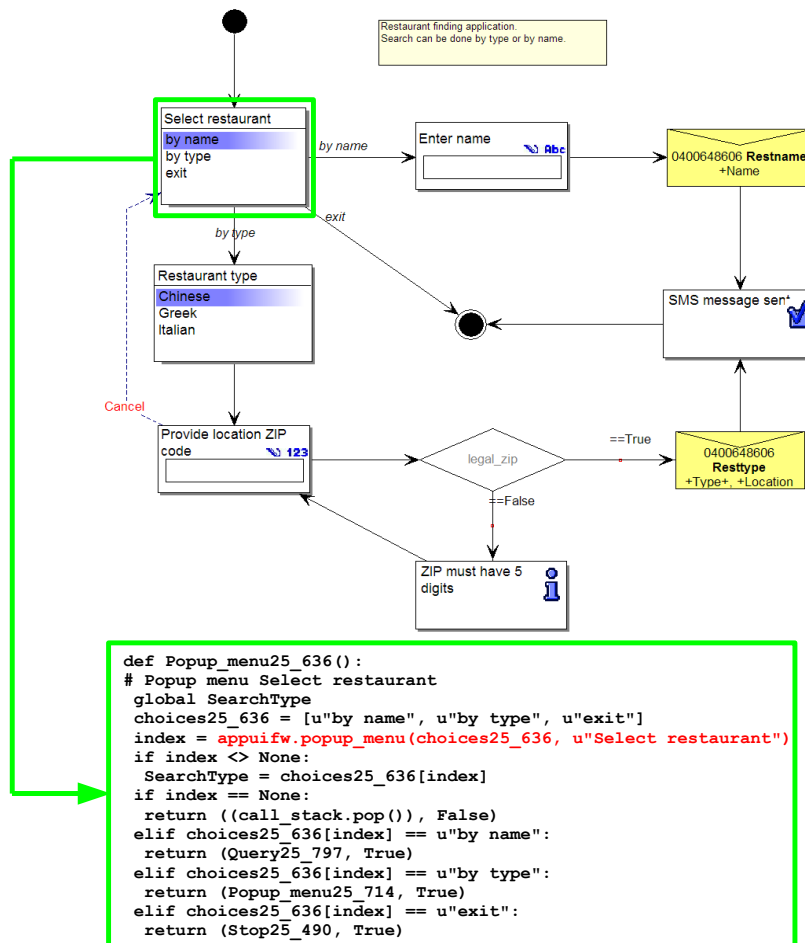 Restaurant finding application.
Search can be done by type or by name.
Select restaurant
by name
by type
exit
by name
Enter name
Abc
0400648606 Restname
+Name
exit
by type
Restaurant type
Chinese
Greek
Italian
SMS message sent
Cancel
Provide location ZIP
code
123
legal_zip
==True
0400648606
Resttype
+Type+, +Location
==False
ZIP must have 5
digits
def Popup_menu25_636():
# Popup menu Select restaurant
global SearchType
choices25_636 = [u"by name", u"by type", u"exit"]
index = appuifw.popup_menu(choices25_636, u"Select restaurant")
if index <> None:
SearchType = choices25_636[index]
if index == None:
return ((call_stack.pop()), False)
elif choices25_636[index] == u"by name":
return (Query25_797, True)
elif choices25_636[index] == u"by type":
return (Popup_menu25_714, True)
elif choices25_636[index] == u"exit":
return (Stop25_490, True)